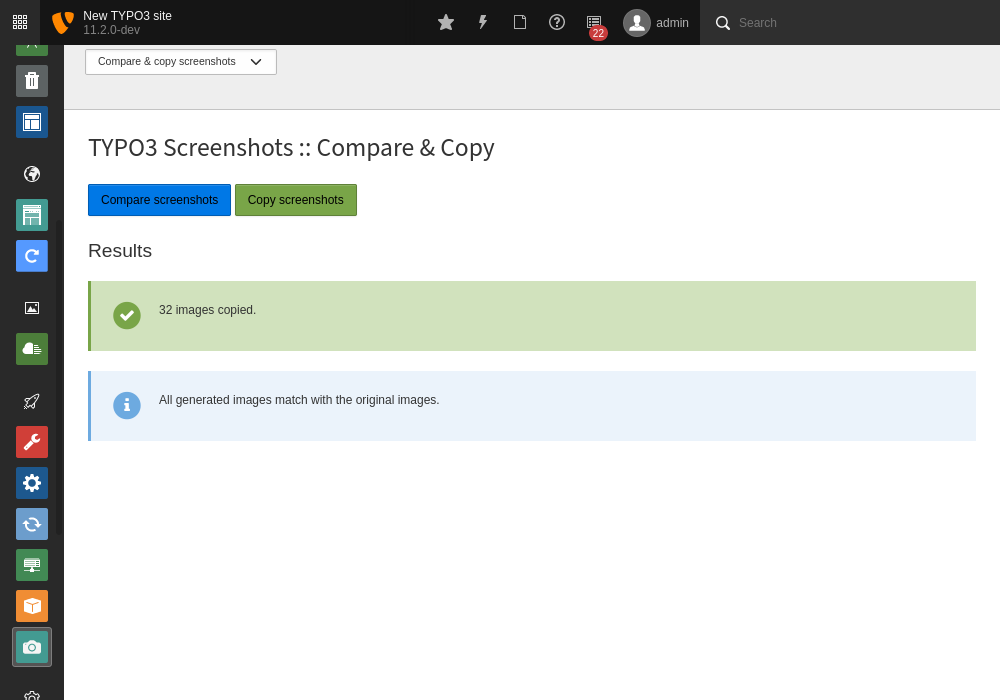 New TYPO3 site
11.2.0-dev
22
admin
Search
Compare & copy screenshots
TYPO3 Screenshots :: Compare & Copy
Compare screenshots
Copy screenshots
Results
32 images copied.
All generated images match with the original images.